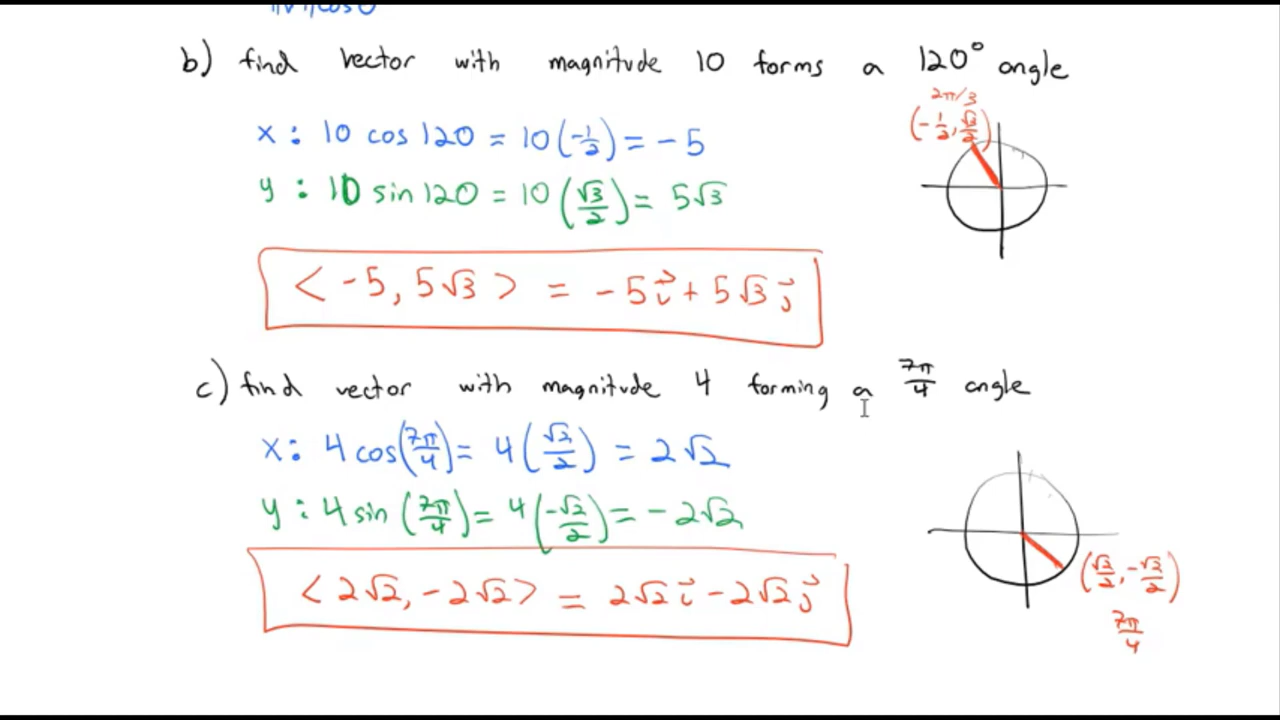 b) find vector with magnitude 10 forms a 120° angle
2π/3
(-1/2, √3/2)
x: 10 cos 120 = 10(-1/2) = -5
y: 10 sin 120 = 10(√3/2) = 5√3
< -5, 5√3 > = -5i⃗ + 5√3 j⃗
c) find vector with magnitude 4 forming a 7π/4 angle
x: 4 cos(7π/4) = 4(√2/2) = 2√2
y: 4 sin(7π/4) = 4(-√2/2) = -2√2
< 2√2, -2√2 > = 2√2 i⃗ - 2√2 j⃗
(√2/2, -√2/2)
7π/4